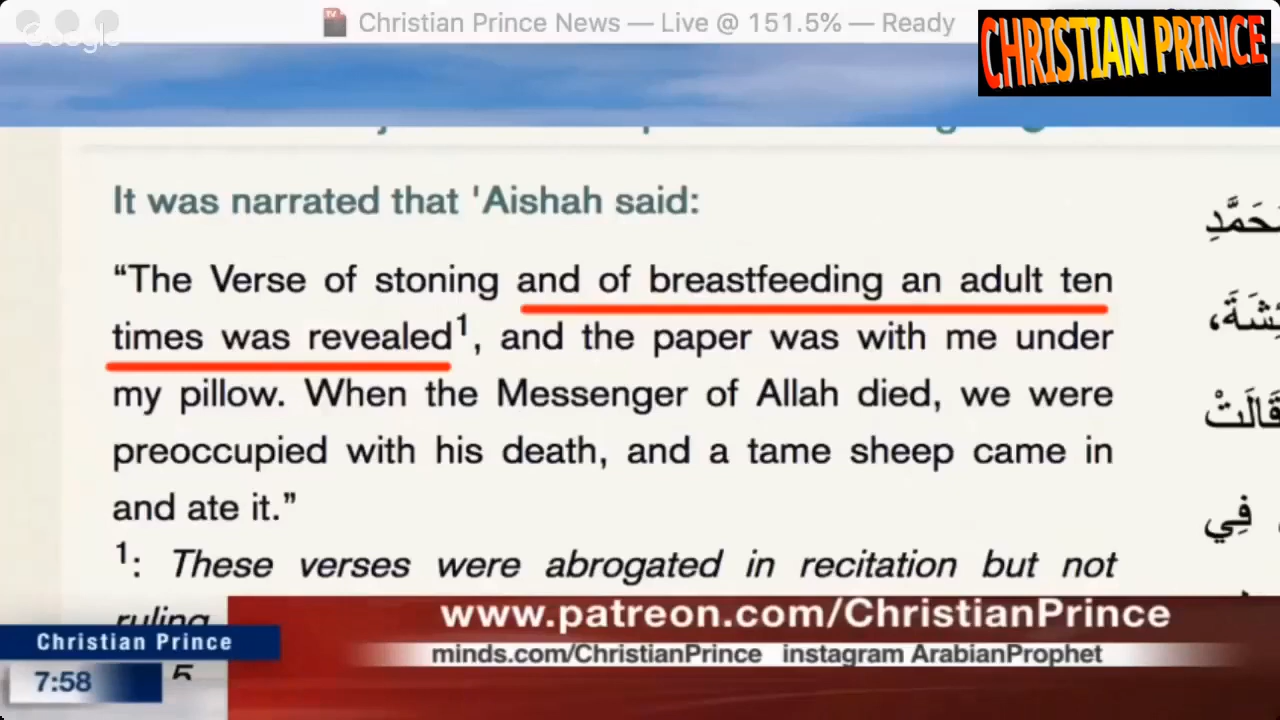 Christian Prince News — Live @ 151.5% — Ready
Google
CHRISTIAN PRINCE
It was narrated that 'Aishah said:
“The Verse of stoning and of breastfeeding an adult ten
times was revealed¹, and the paper was with me under
my pillow. When the Messenger of Allah died, we were
preoccupied with his death, and a tame sheep came in
and ate it.”
¹: These verses were abrogated in recitation but not
ruling
قَالَتْ
فِي
www.patreon.com/ChristianPrince
Christian Prince
minds.com/ChristianPrince instagram ArabianProphet
7:58